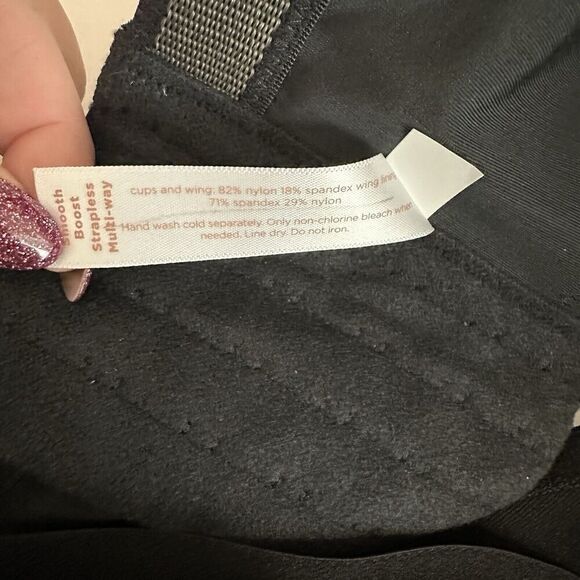 Smooth
Boost
Strapless
Multi-way
cups and wing: 82% nylon 18% spandex wing lining
71% spandex 29% nylon
Hand wash cold separately. Only non-chlorine bleach when
needed. Line dry. Do not iron.